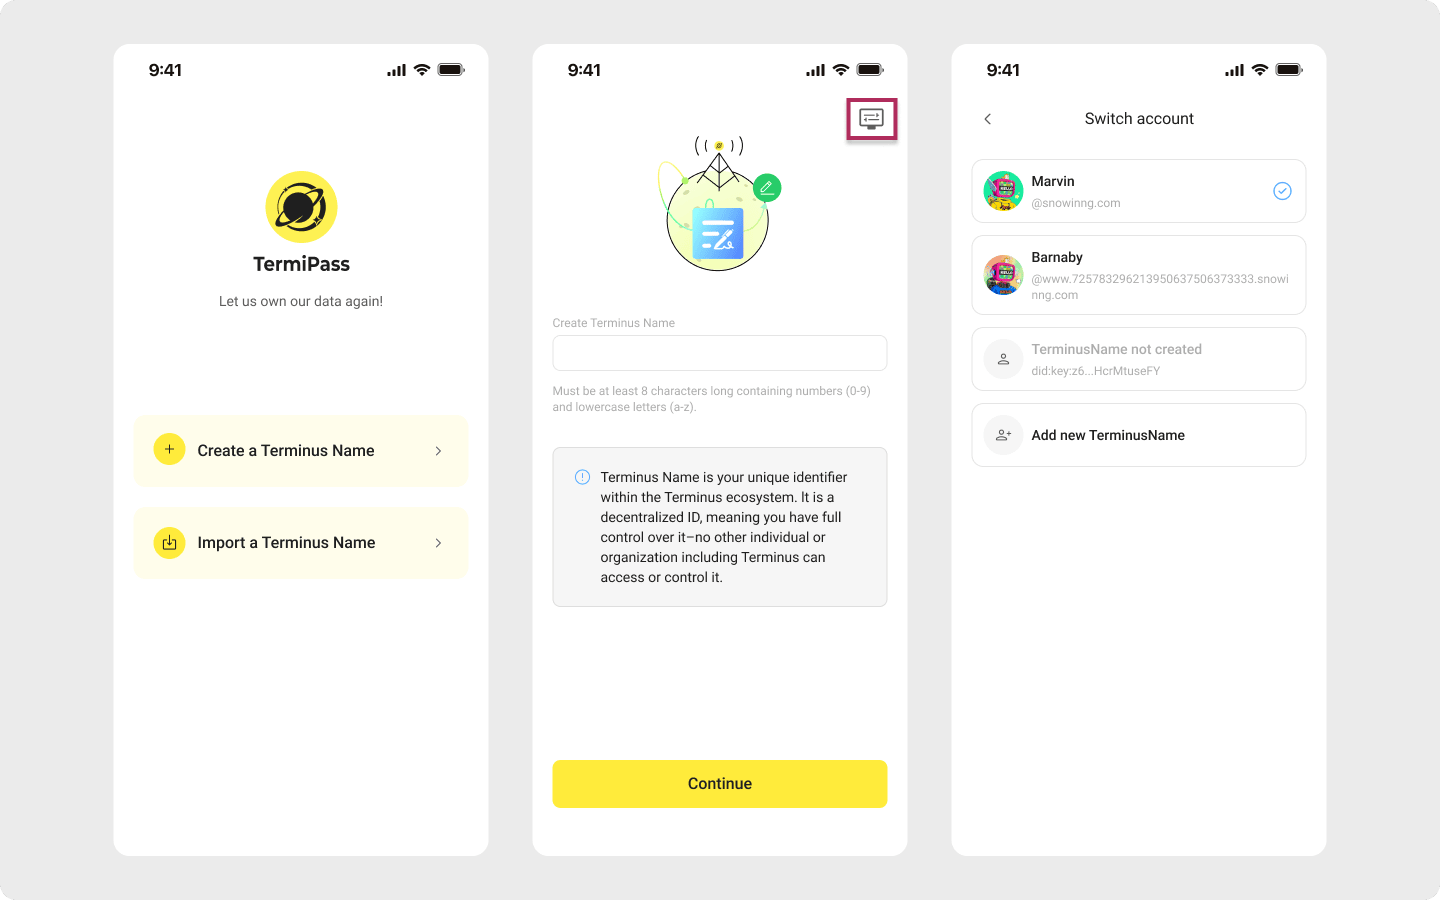 9:41
TermiPass
Let us own our data again!
Create a Terminus Name
Import a Terminus Name
9:41
Create Terminus Name
Must be at least 8 characters long containing numbers (0-9)
and lowercase letters (a-z).
Terminus Name is your unique identifier
within the Terminus ecosystem. It is a
decentralized ID, meaning you have full
control over it–no other individual or
organization including Terminus can
access or control it.
Continue
9:41
Switch account
Marvin
@snowinng.com
Barnaby
@www.725783296213950637506373333.snowi
nng.com
TerminusName not created
did:key:z6...HcrMtuseFY
Add new TerminusName